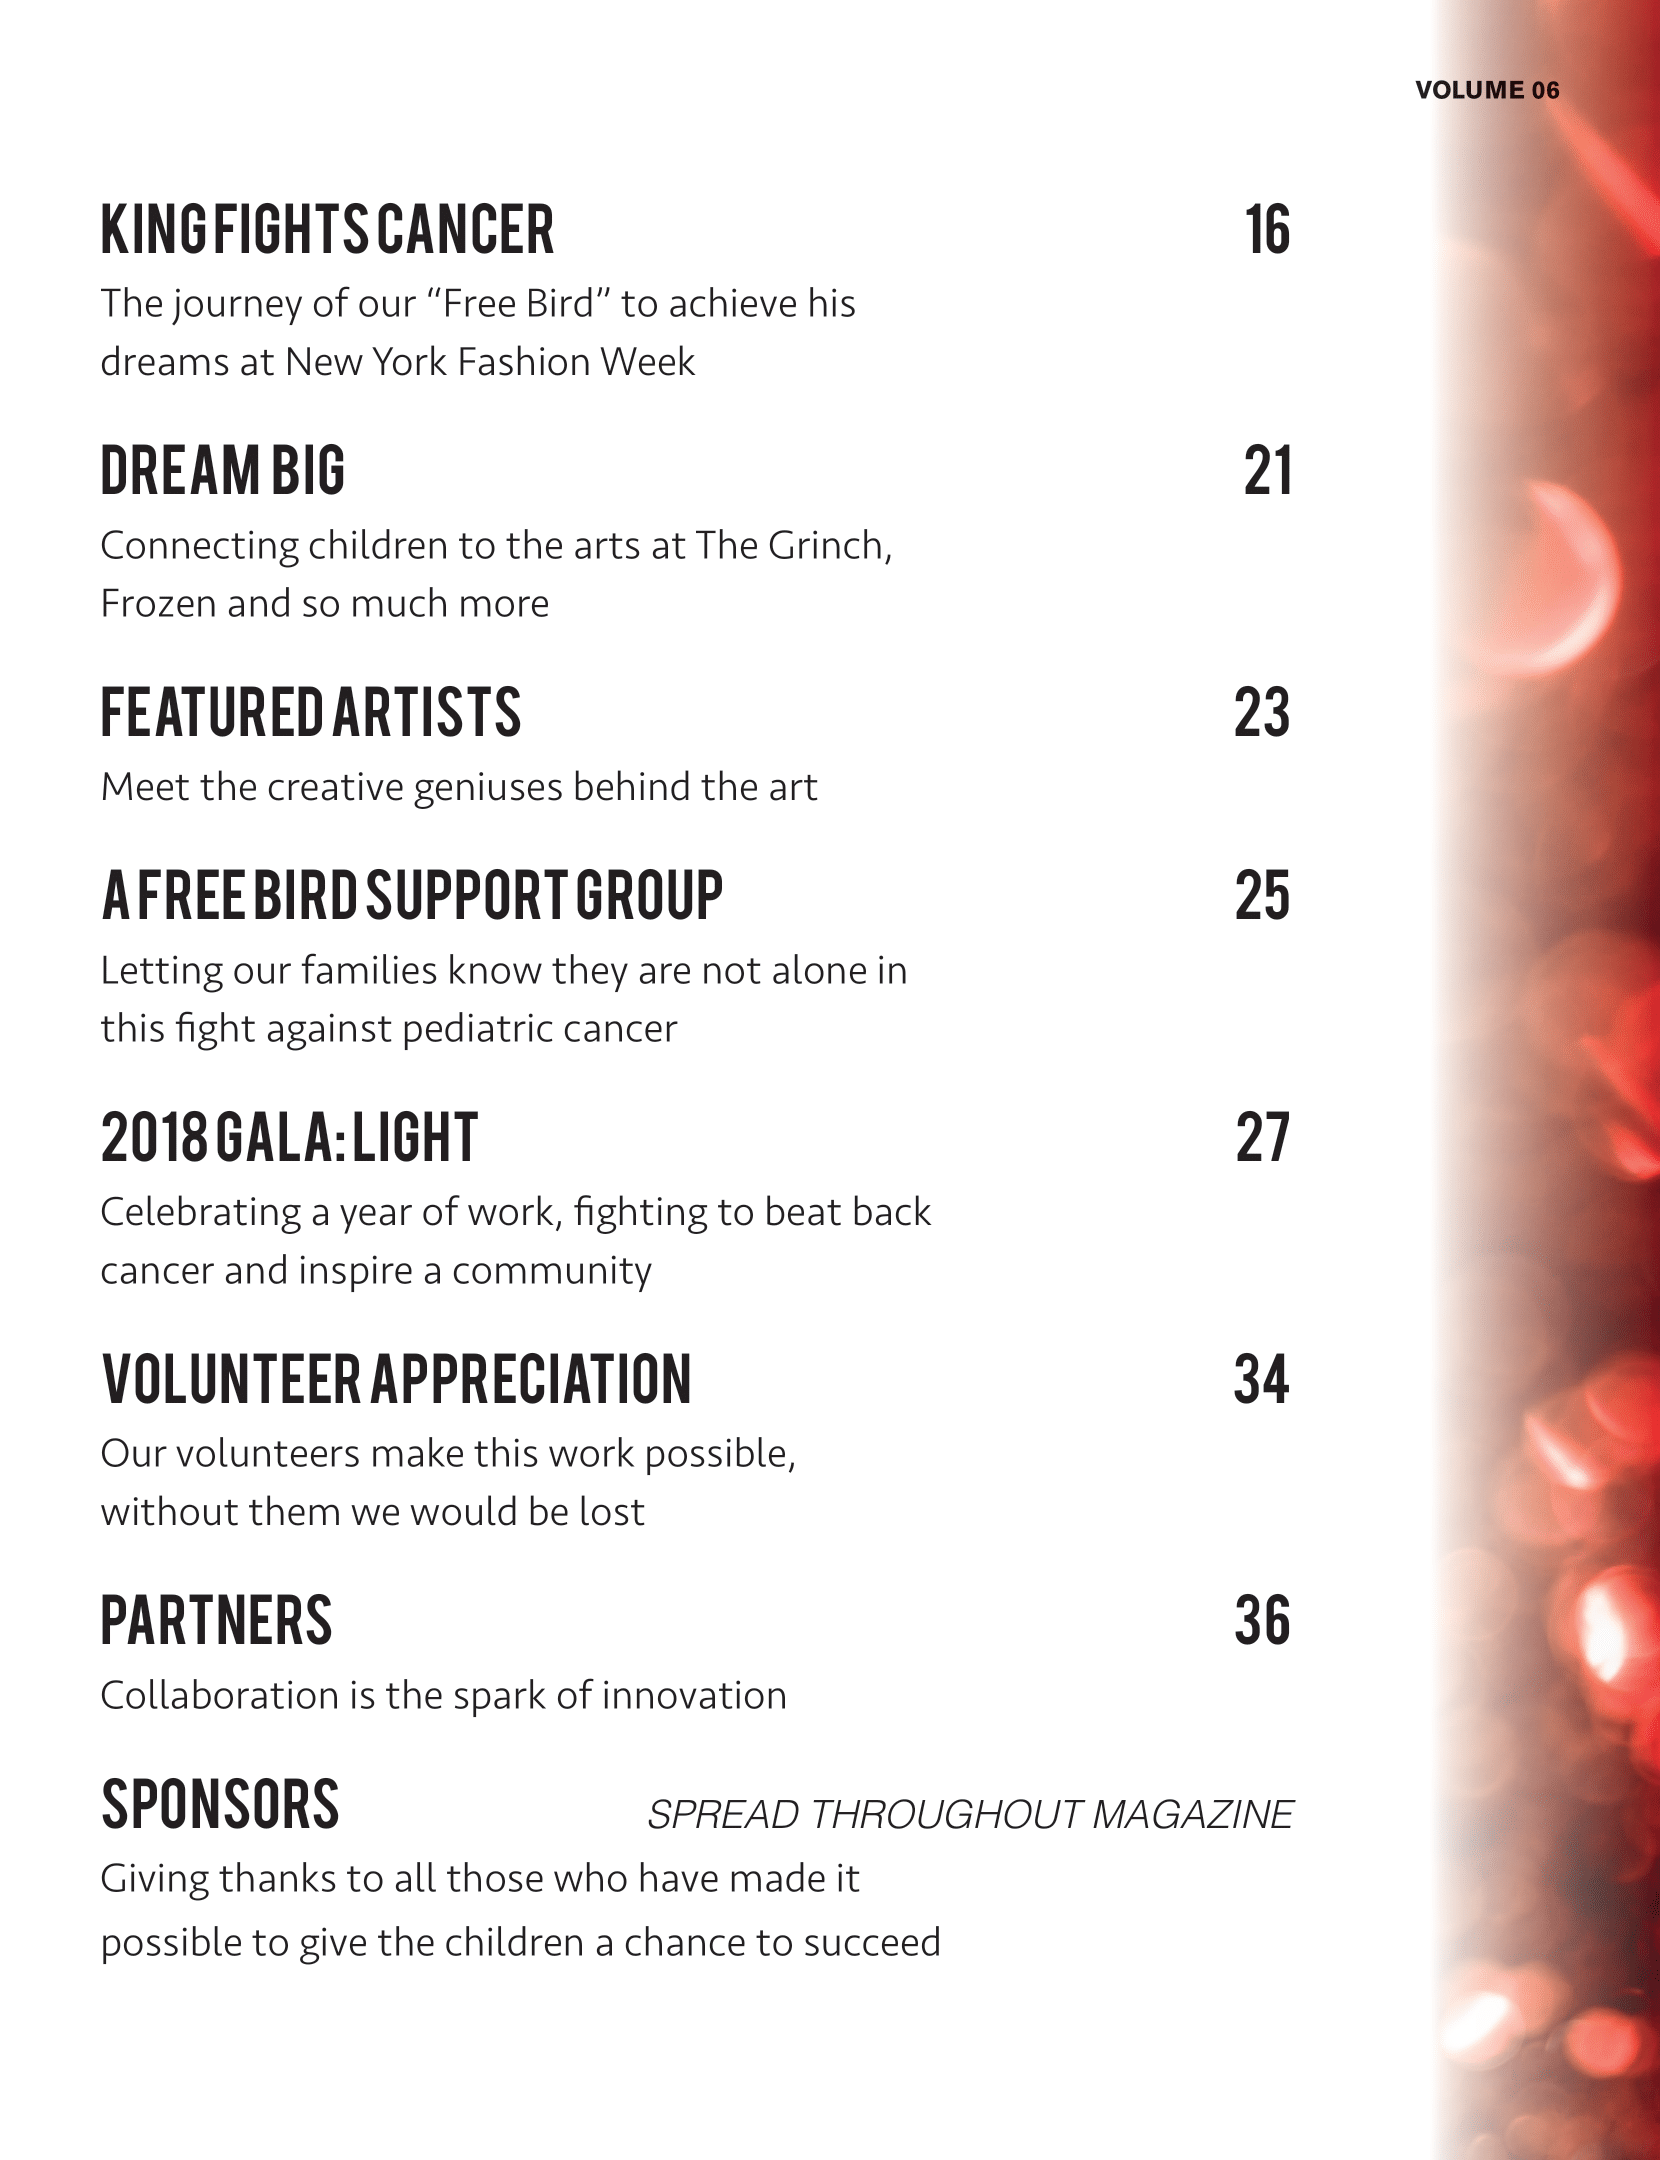 VOLUME 06
KING FIGHTS CANCER 16
The journey of our “Free Bird” to achieve his
dreams at New York Fashion Week
DREAM BIG 21
Connecting children to the arts at The Grinch,
Frozen and so much more
FEATURED ARTISTS 23
Meet the creative geniuses behind the art
A FREE BIRD SUPPORT GROUP 25
Letting our families know they are not alone in
this fight against pediatric cancer
2018 GALA: LIGHT 27
Celebrating a year of work, fighting to beat back
cancer and inspire a community
VOLUNTEER APPRECIATION 34
Our volunteers make this work possible,
without them we would be lost
PARTNERS 36
Collaboration is the spark of innovation
SPONSORS SPREAD THROUGHOUT MAGAZINE
Giving thanks to all those who have made it
possible to give the children a chance to succeed